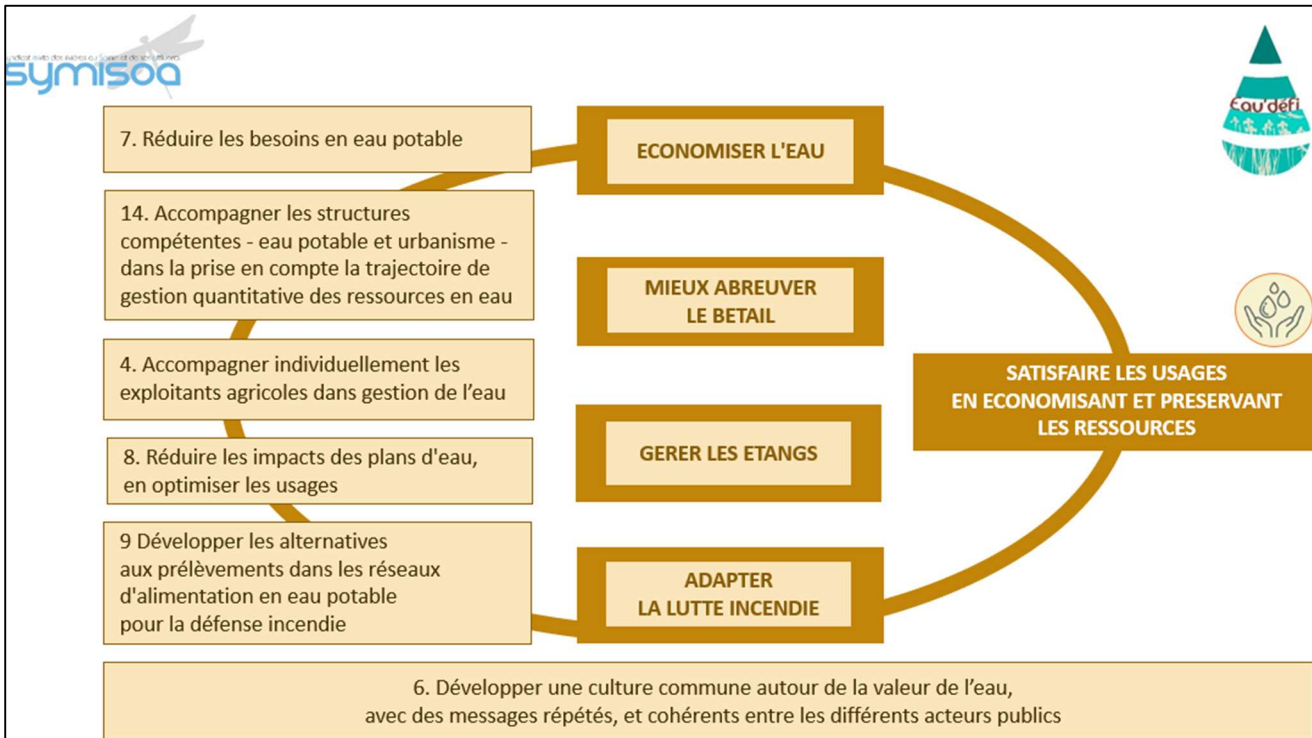 symisoa
Eau'défi
7. Réduire les besoins en eau potable
14. Accompagner les structures
compétentes - eau potable et urbanisme -
dans la prise en compte la trajectoire de
gestion quantitative des ressources en eau
4. Accompagner individuellement les
exploitants agricoles dans gestion de l'eau
8. Réduire les impacts des plans d'eau,
en optimiser les usages
9 Développer les alternatives
aux prélèvements dans les réseaux
d'alimentation en eau potable
pour la défense incendie
ECONOMISER L'EAU
MIEUX ABREUVER
LE BETAIL
GERER LES ETANGS
ADAPTER
LA LUTTE INCENDIE
SATISFAIRE LES USAGES
EN ECONOMISANT ET PRESERVANT
LES RESSOURCES
6. Développer une culture commune autour de la valeur de l'eau,
avec des messages répétés, et cohérents entre les différents acteurs publics